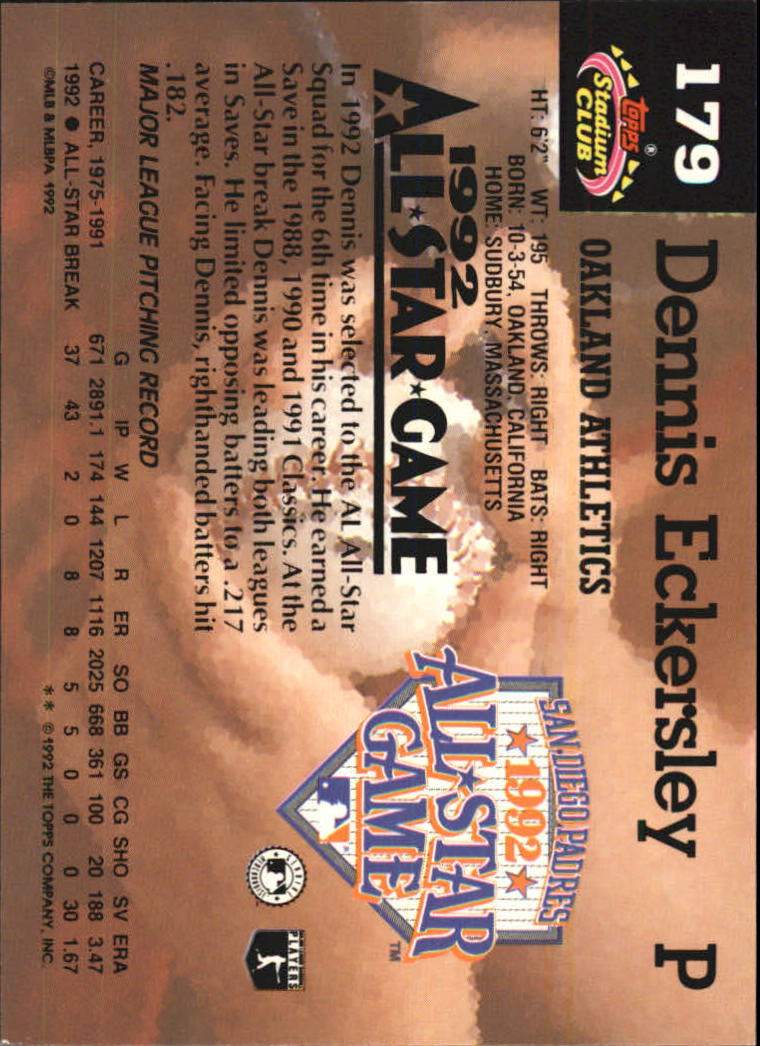 179
Dennis Eckersley P
topps®
Stadium
CLUB
OAKLAND ATHLETICS
HT: 6'2" WT: 195 THROWS: RIGHT BATS: RIGHT
BORN: 10-3-54, OAKLAND, CALIFORNIA
HOME: SUDBURY, MASSACHUSETTS
1992
ALL★STAR★GAME
SAN DIEGO PADRES
★ 1992 ★
ALL★STAR
GAME
TM
In 1992 Dennis was selected to the AL All-Star
Squad for the 6th time in his career. He earned a
Save in the 1988, 1990 and 1991 Classics. At the
All-Star break Dennis was leading both leagues
in Saves. He limited opposing batters to a .217
average. Facing Dennis, righthanded batters hit
.182.
PLAYERS
MAJOR LEAGUE PITCHING RECORD
G IP W L R ER SO BB GS CG SHO SV ERA
CAREER, 1975-1991 671 2891.1 174 144 1207 1116 2025 668 361 100 20 188 3.47
1992 ● ALL-STAR BREAK 37 43 2 0 8 8 5 5 0 0 0 30 1.67
©MLB & MLBPA 1992 ** ©1992 THE TOPPS COMPANY, INC.